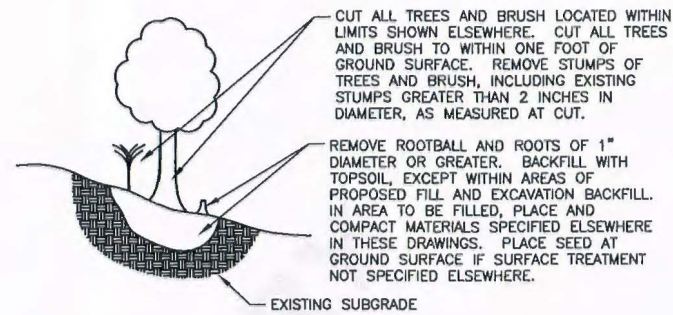 CUT ALL TREES AND BRUSH LOCATED WITHIN
LIMITS SHOWN ELSEWHERE. CUT ALL TREES
AND BRUSH TO WITHIN ONE FOOT OF
GROUND SURFACE. REMOVE STUMPS OF
TREES AND BRUSH, INCLUDING EXISTING
STUMPS GREATER THAN 2 INCHES IN
DIAMETER, AS MEASURED AT CUT.
REMOVE ROOTBALL AND ROOTS OF 1"
DIAMETER OR GREATER. BACKFILL WITH
TOPSOIL, EXCEPT WITHIN AREAS OF
PROPOSED FILL AND EXCAVATION BACKFILL.
IN AREA TO BE FILLED, PLACE AND
COMPACT MATERIALS SPECIFIED ELSEWHERE
IN THESE DRAWINGS. PLACE SEED AT
GROUND SURFACE IF SURFACE TREATMENT
NOT SPECIFIED ELSEWHERE.
EXISTING SUBGRADE